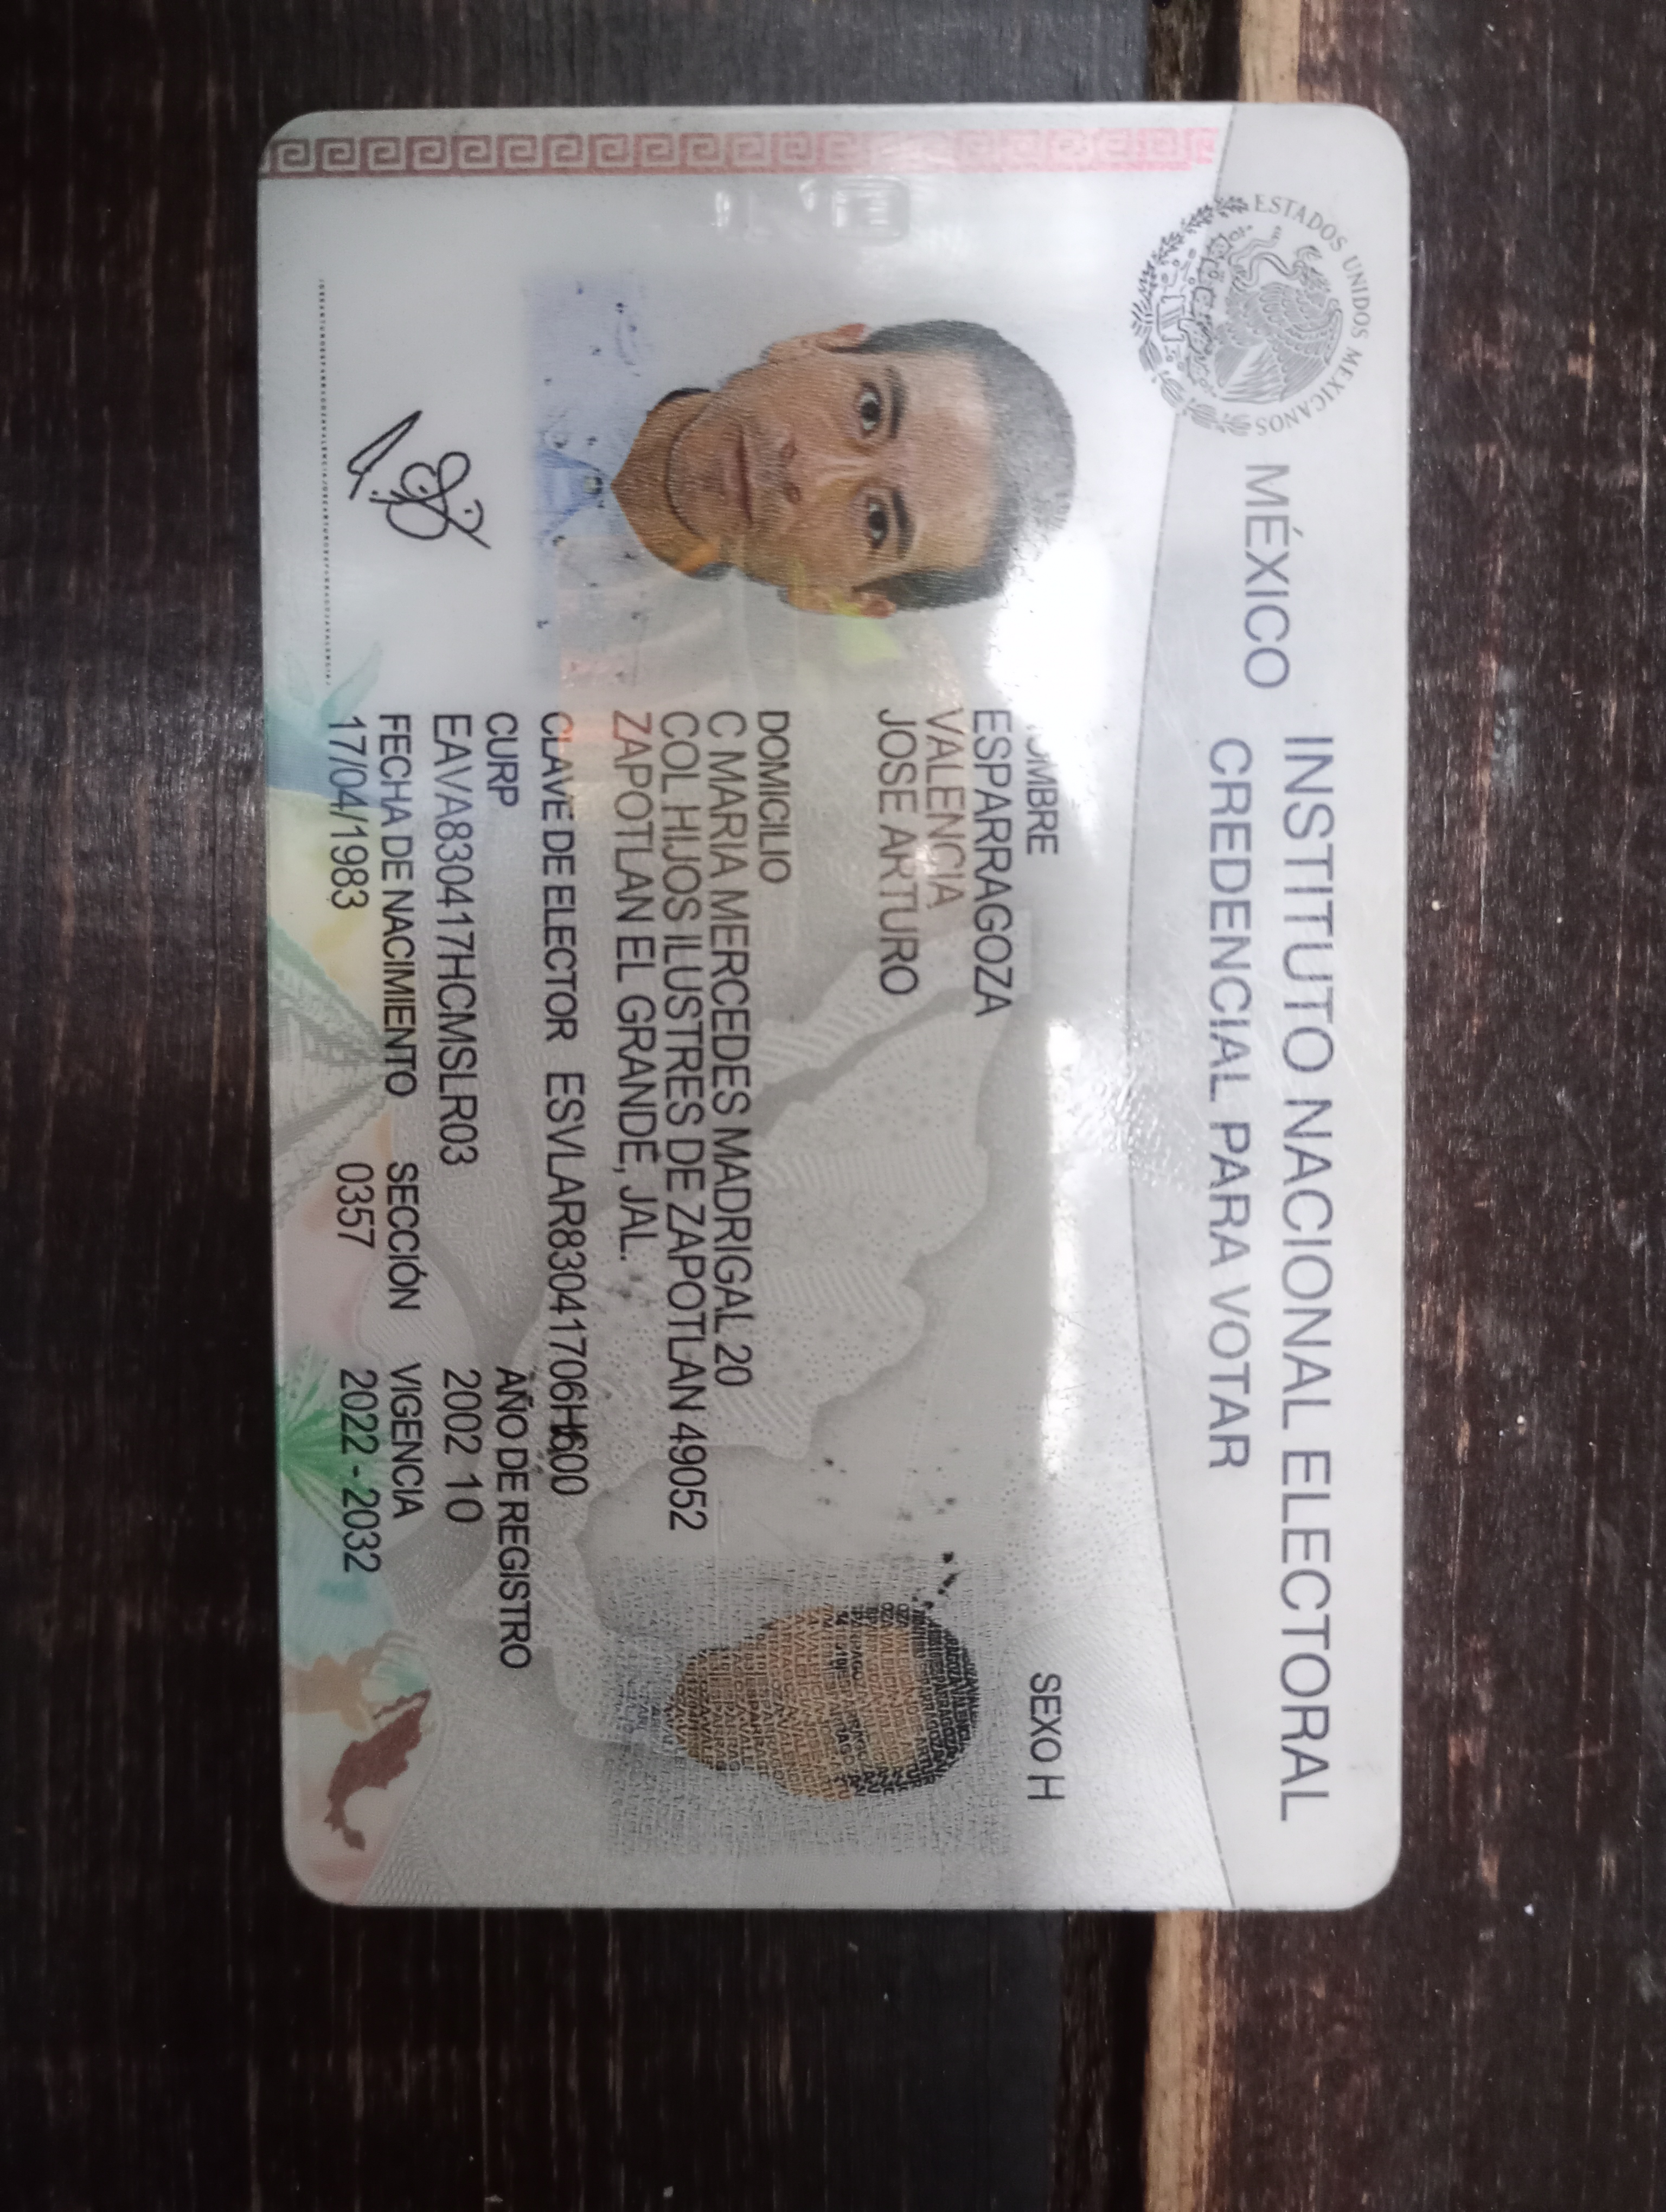 ESTADOS UNIDOS MEXICANOS
MÉXICO
INSTITUTO NACIONAL ELECTORAL
CREDENCIAL PARA VOTAR
SEXO H
ESPARRAGOZA
VALENCIA
JOSE ARTURO
DOMICILIO
C MARIA MERCEDES MADRIGAL 20
COL HIJOS ILUSTRES DE ZAPOTLAN 49052
ZAPOTLAN EL GRANDE, JAL.
CLAVE DE ELECTOR ESVLAR83041706H600
CURP
EAVA830417HCMSLR03
AÑO DE REGISTRO
2002 10
FECHA DE NACIMIENTO
17/04/1983
SECCIÓN
0357
VIGENCIA
2022 - 2032